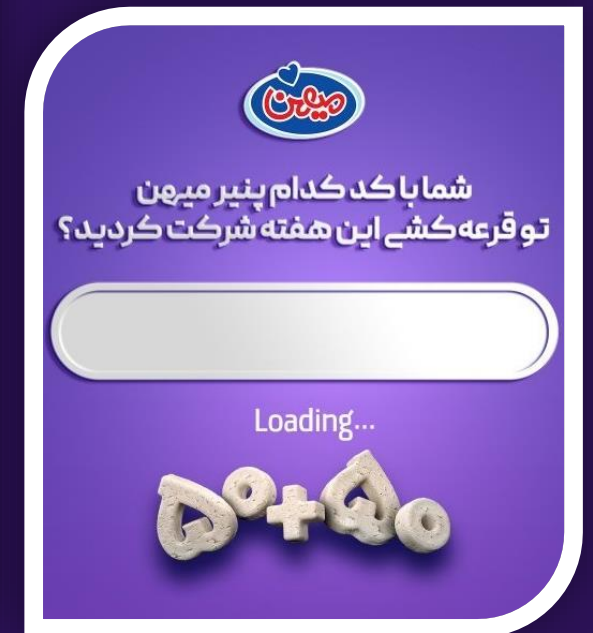 میهن
شما با کد کدام پنیر میهن
تو قرعه‌کشی این هفته شرکت کردید؟
Loading...
۵۰+۵۰